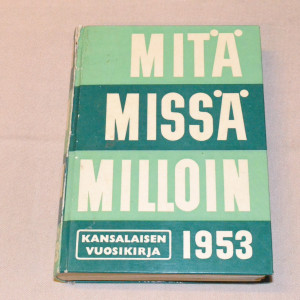 MITÄ
MISSÄ
MILLOIN
KANSALAISEN
VUOSIKIRJA
1953